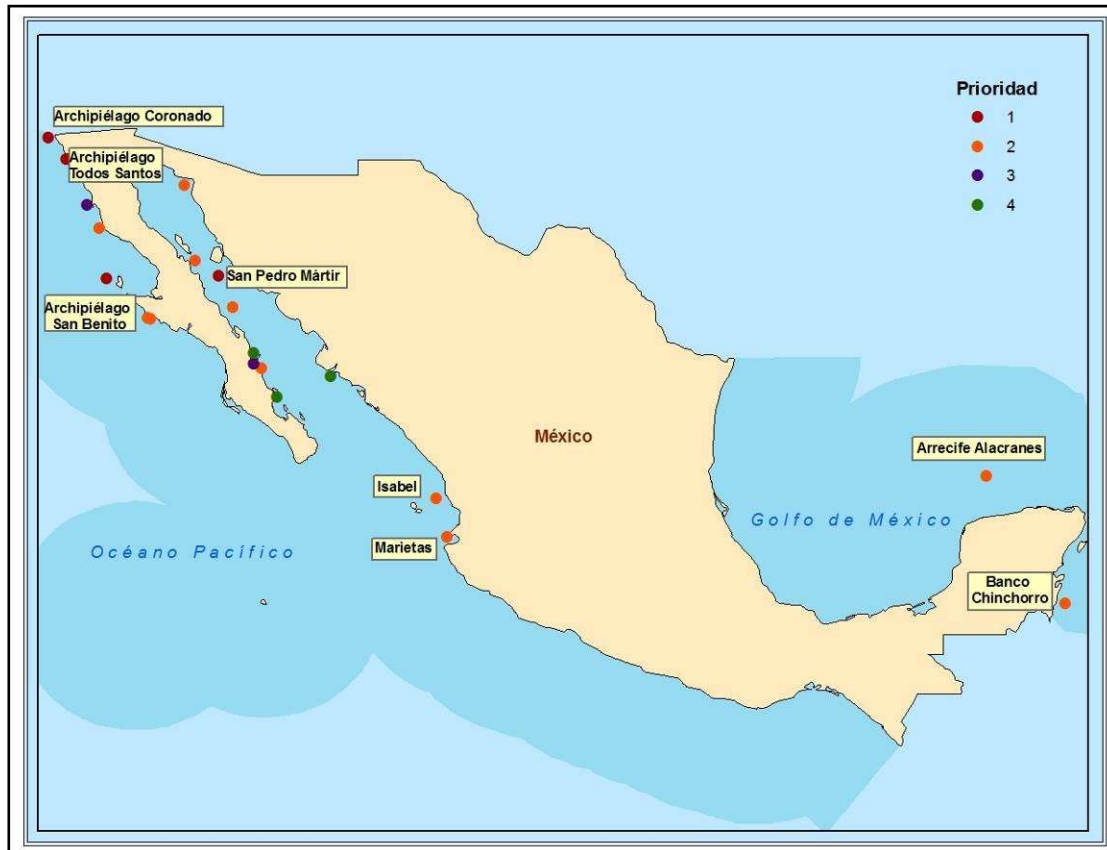 Prioridad
1
2
3
4
Archipiélago Coronado
Archipiélago
Todos Santos
San Pedro Mártir
Archipiélago
San Benito
México
Arrecife Alacranes
Isabel
Golfo de México
Océano Pacífico
Marietas
Banco
Chinchorro